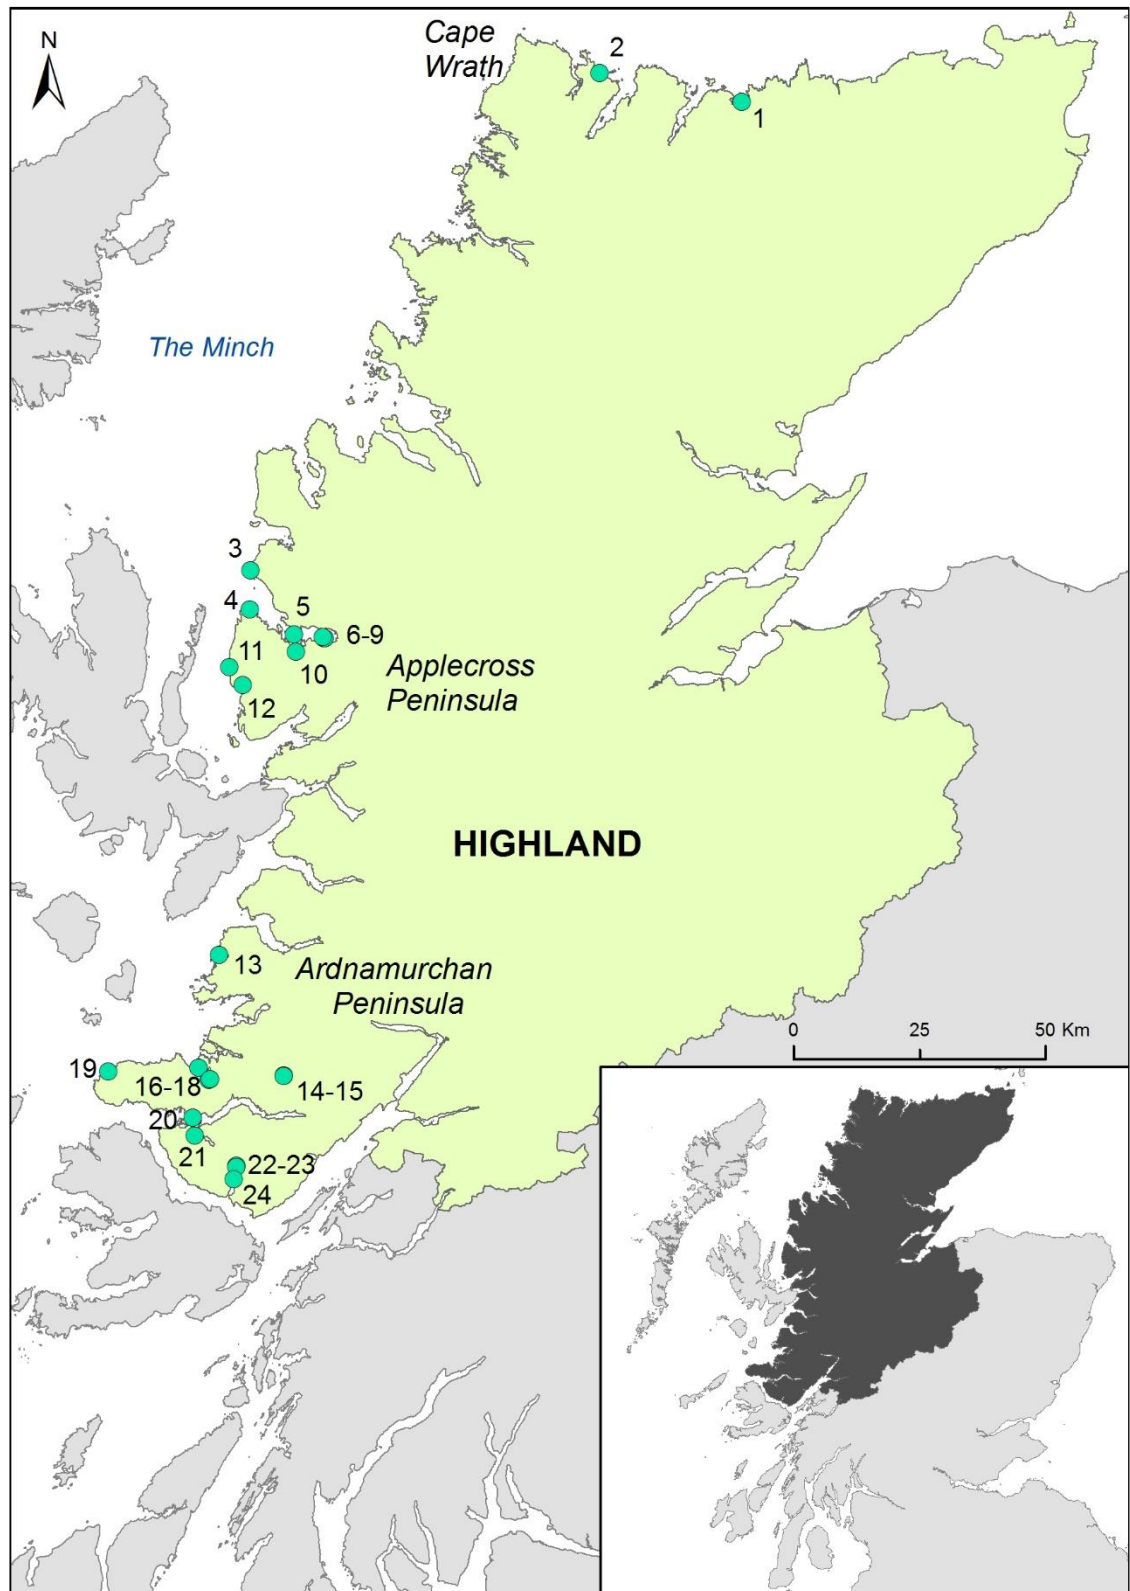 N
Cape
Wrath
2
1
The Minch
3
4
5
6-9
11
10
Applecross
Peninsula
12
HIGHLAND
13
Ardnamurchan
Peninsula
0 25 50 Km
19
16-18
14-15
20
21
22-23
24